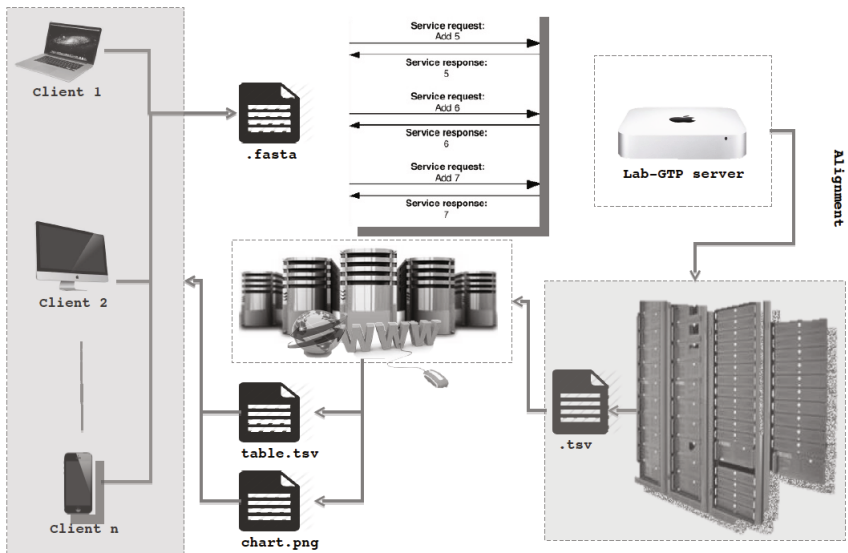 Client 1
Client 2
Client n
.fasta
Service request:
Add 5
Service response:
5
Service request:
Add 6
Service response:
6
Service request:
Add 7
Service response:
7
Lab-GTP server
Alignment
WWW
.tsv
table.tsv
chart.png